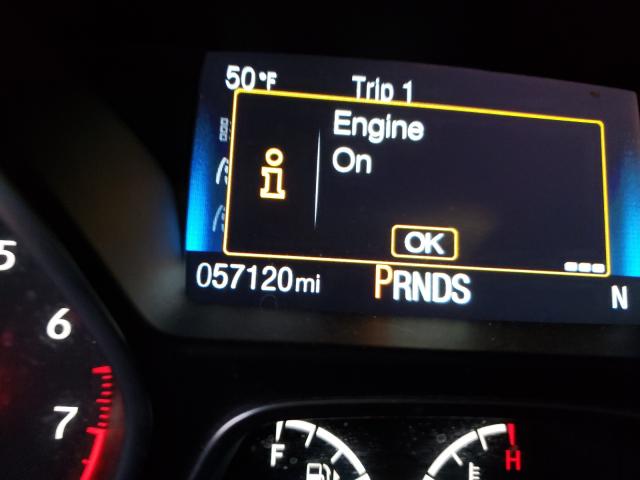 50°F Trip 1
Engine
On
i
OK
057120mi PRNDS N
5
6
7
F H